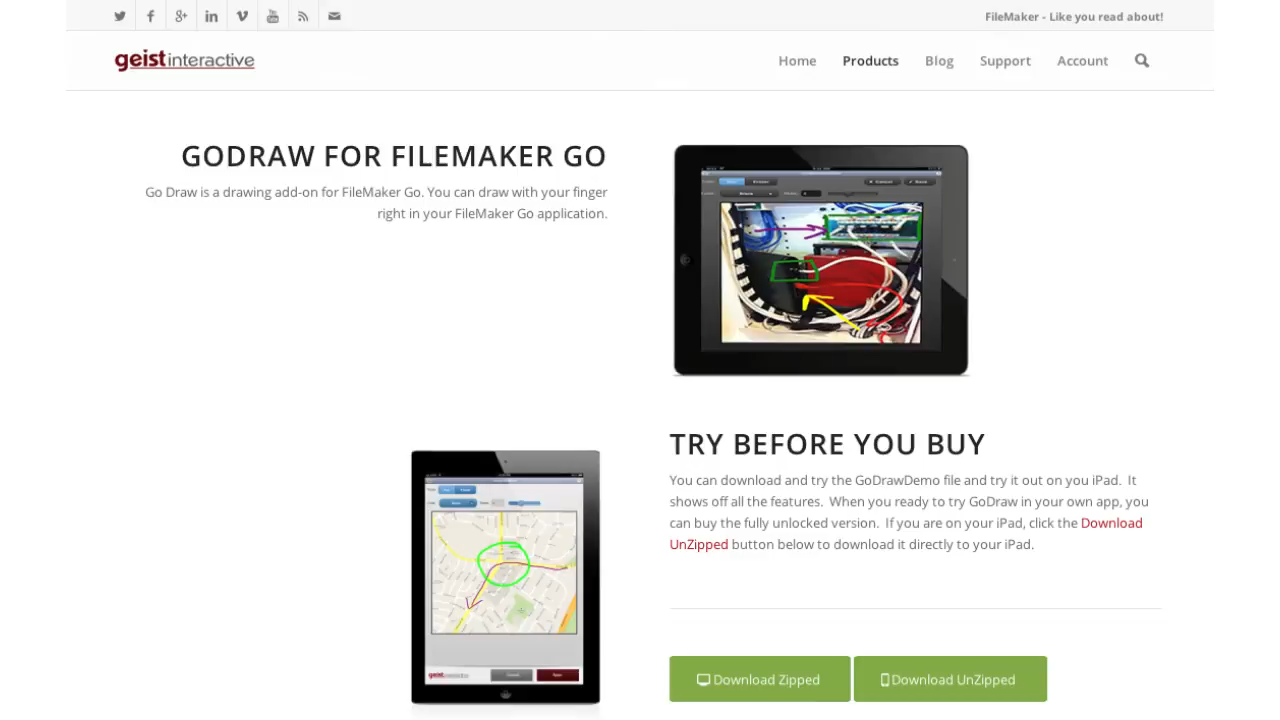 FileMaker - Like you read about!
geistinteractive
Home Products Blog Support Account
GODRAW FOR FILEMAKER GO
Go Draw is a drawing add-on for FileMaker Go. You can draw with your finger
right in your FileMaker Go application.
TRY BEFORE YOU BUY
You can download and try the GoDrawDemo file and try it out on you iPad. It
shows off all the features. When you ready to try GoDraw in your own app, you
can buy the fully unlocked version. If you are on your iPad, click the Download
UnZipped button below to download it directly to your iPad.
Download Zipped Download UnZipped